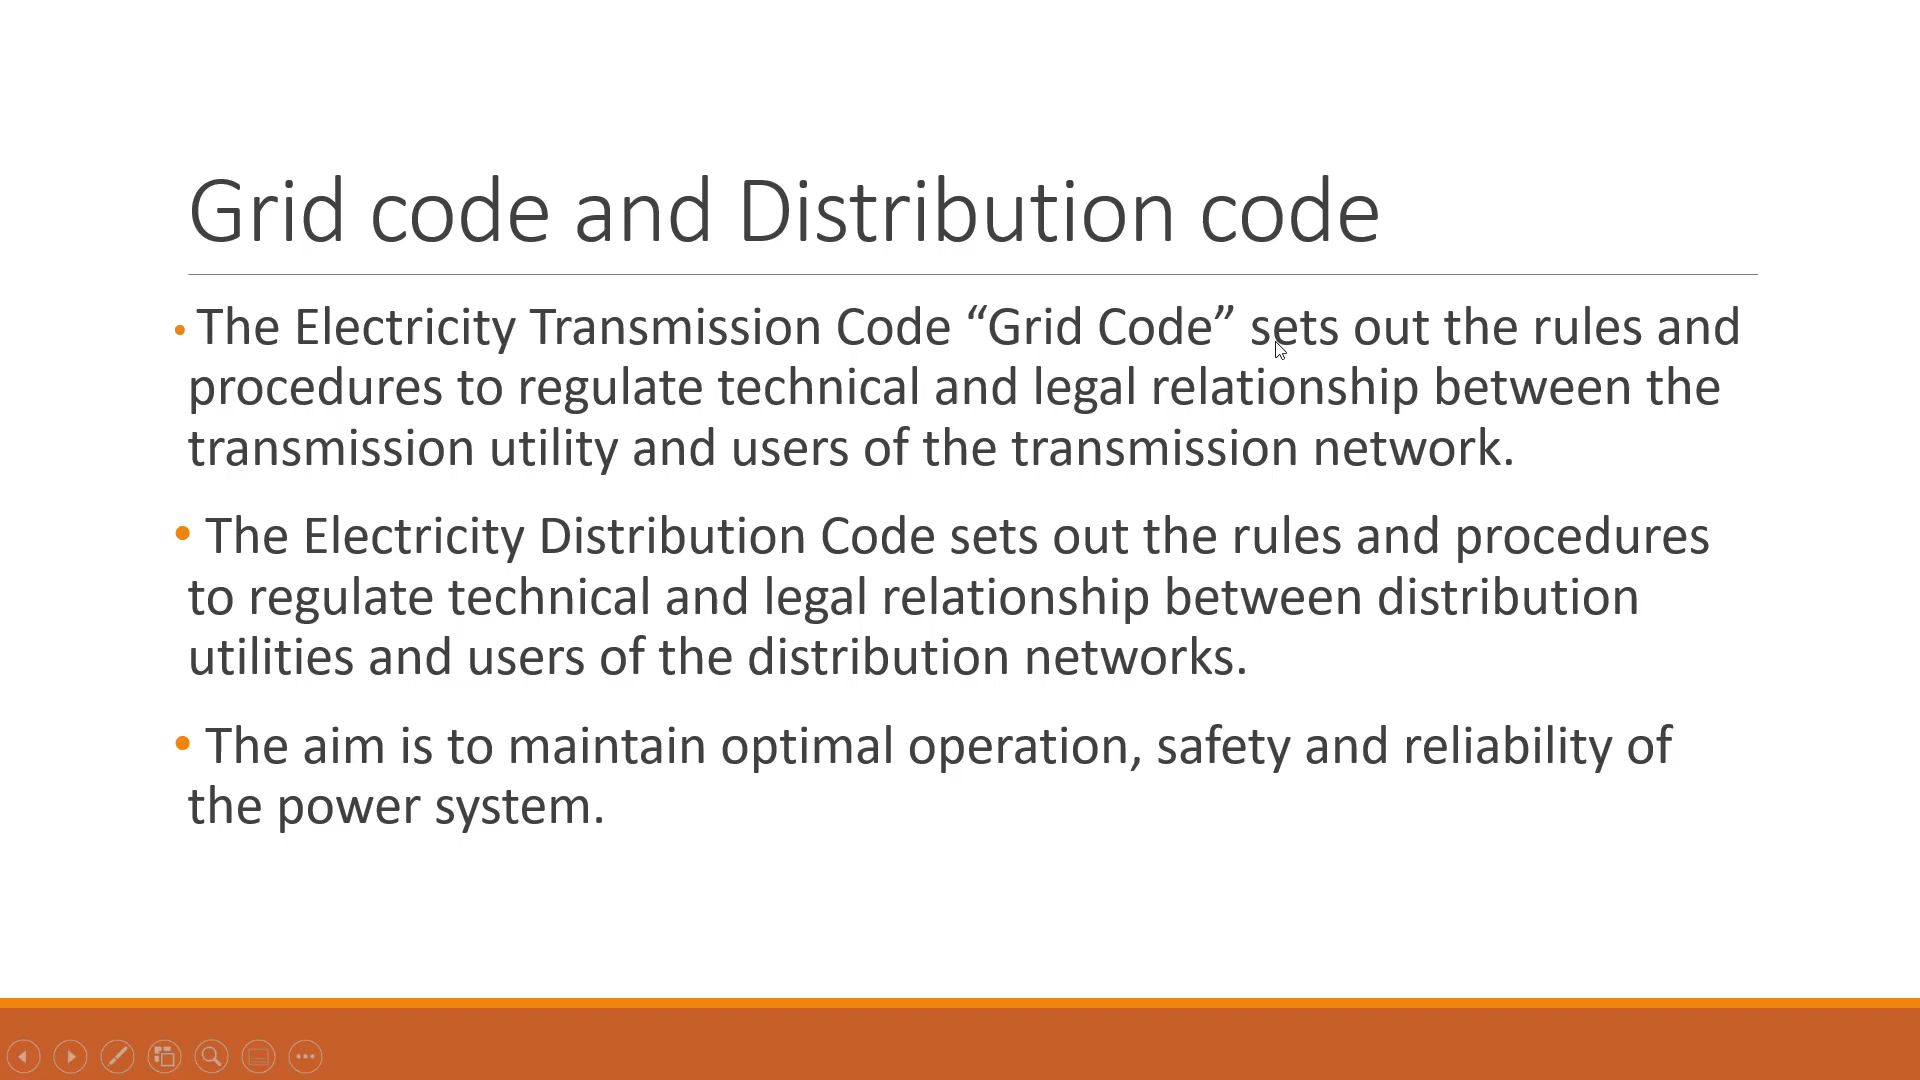 Grid code and Distribution code
• The Electricity Transmission Code “Grid Code” sets out the rules and
procedures to regulate technical and legal relationship between the
transmission utility and users of the transmission network.
• The Electricity Distribution Code sets out the rules and procedures
to regulate technical and legal relationship between distribution
utilities and users of the distribution networks.
• The aim is to maintain optimal operation, safety and reliability of
the power system.